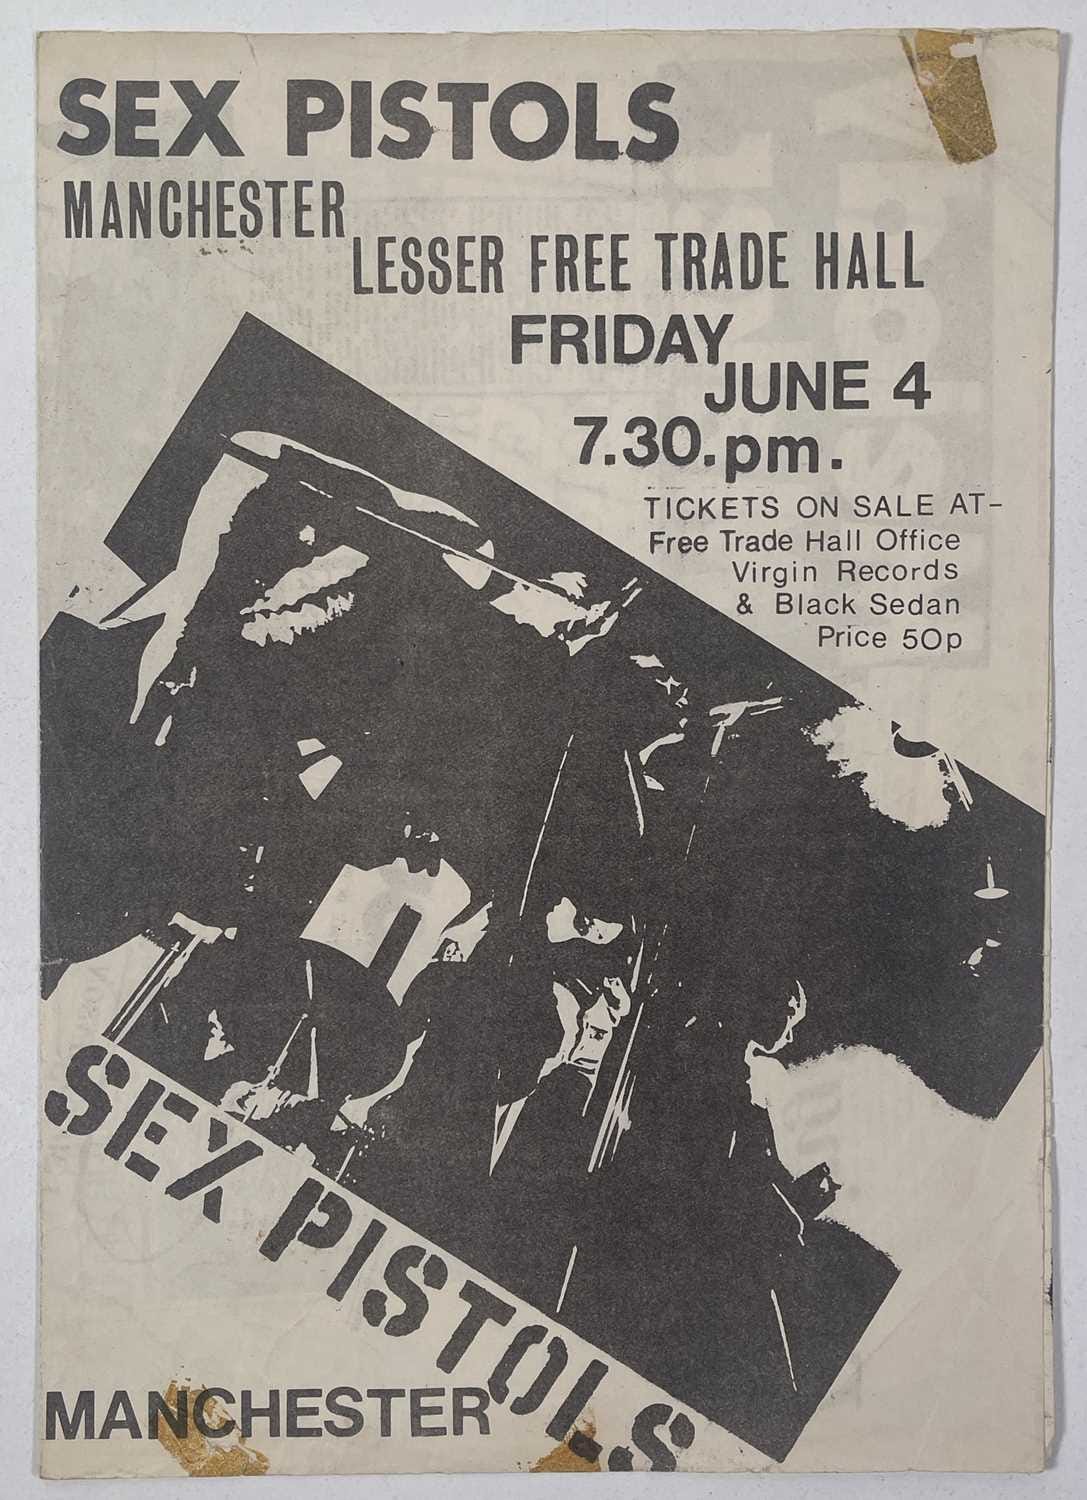 SEX PISTOLS
MANCHESTER
LESSER FREE TRADE HALL
FRIDAY
JUNE 4
7.30.pm.
TICKETS ON SALE AT-
Free Trade Hall Office
Virgin Records
& Black Sedan
Price 50p
SEX PISTOLS
MANCHESTER